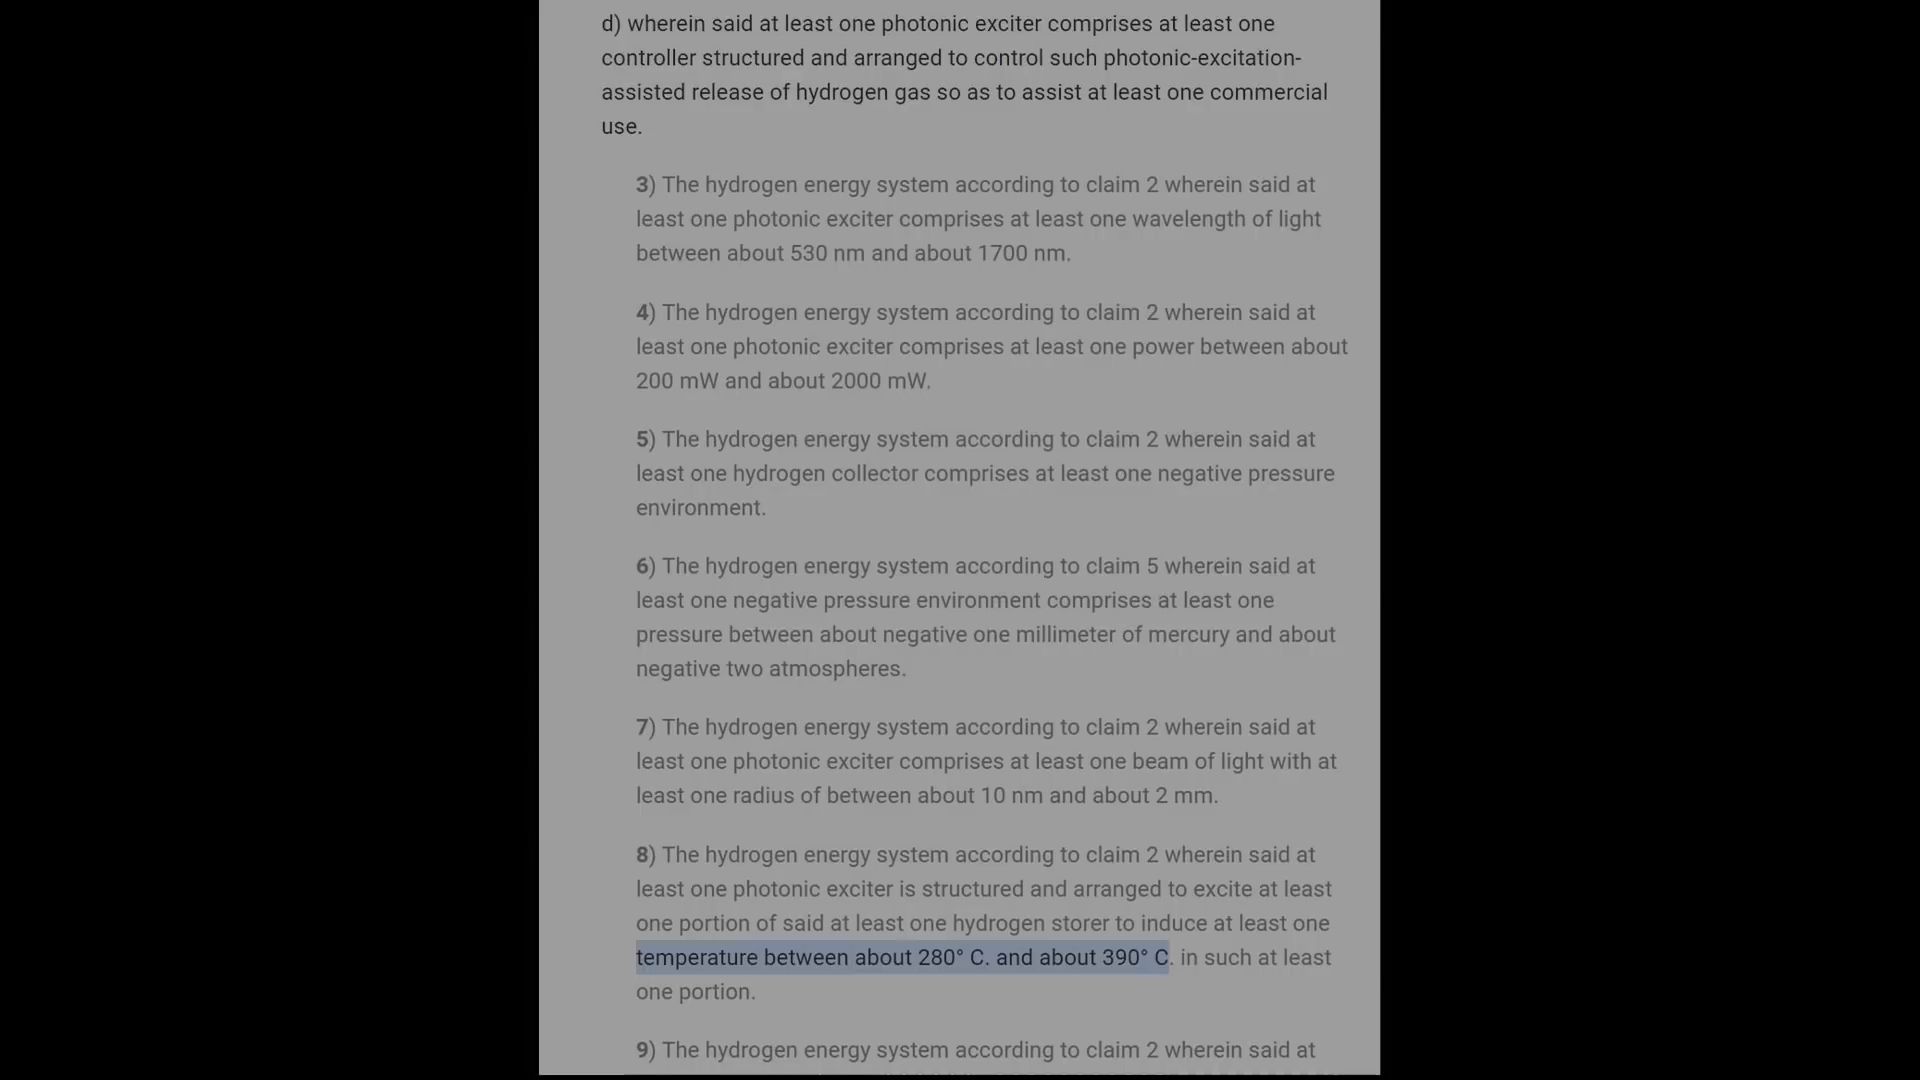 d) wherein said at least one photonic exciter comprises at least one
controller structured and arranged to control such photonic-excitation-
assisted release of hydrogen gas so as to assist at least one commercial
use.
3) The hydrogen energy system according to claim 2 wherein said at
least one photonic exciter comprises at least one wavelength of light
between about 530 nm and about 1700 nm.
4) The hydrogen energy system according to claim 2 wherein said at
least one photonic exciter comprises at least one power between about
200 mW and about 2000 mW.
5) The hydrogen energy system according to claim 2 wherein said at
least one hydrogen collector comprises at least one negative pressure
environment.
6) The hydrogen energy system according to claim 5 wherein said at
least one negative pressure environment comprises at least one
pressure between about negative one millimeter of mercury and about
negative two atmospheres.
7) The hydrogen energy system according to claim 2 wherein said at
least one photonic exciter comprises at least one beam of light with at
least one radius of between about 10 nm and about 2 mm.
8) The hydrogen energy system according to claim 2 wherein said at
least one photonic exciter is structured and arranged to excite at least
one portion of said at least one hydrogen storer to induce at least one
temperature between about 280° C. and about 390° C. in such at least
one portion.
9) The hydrogen energy system according to claim 2 wherein said at